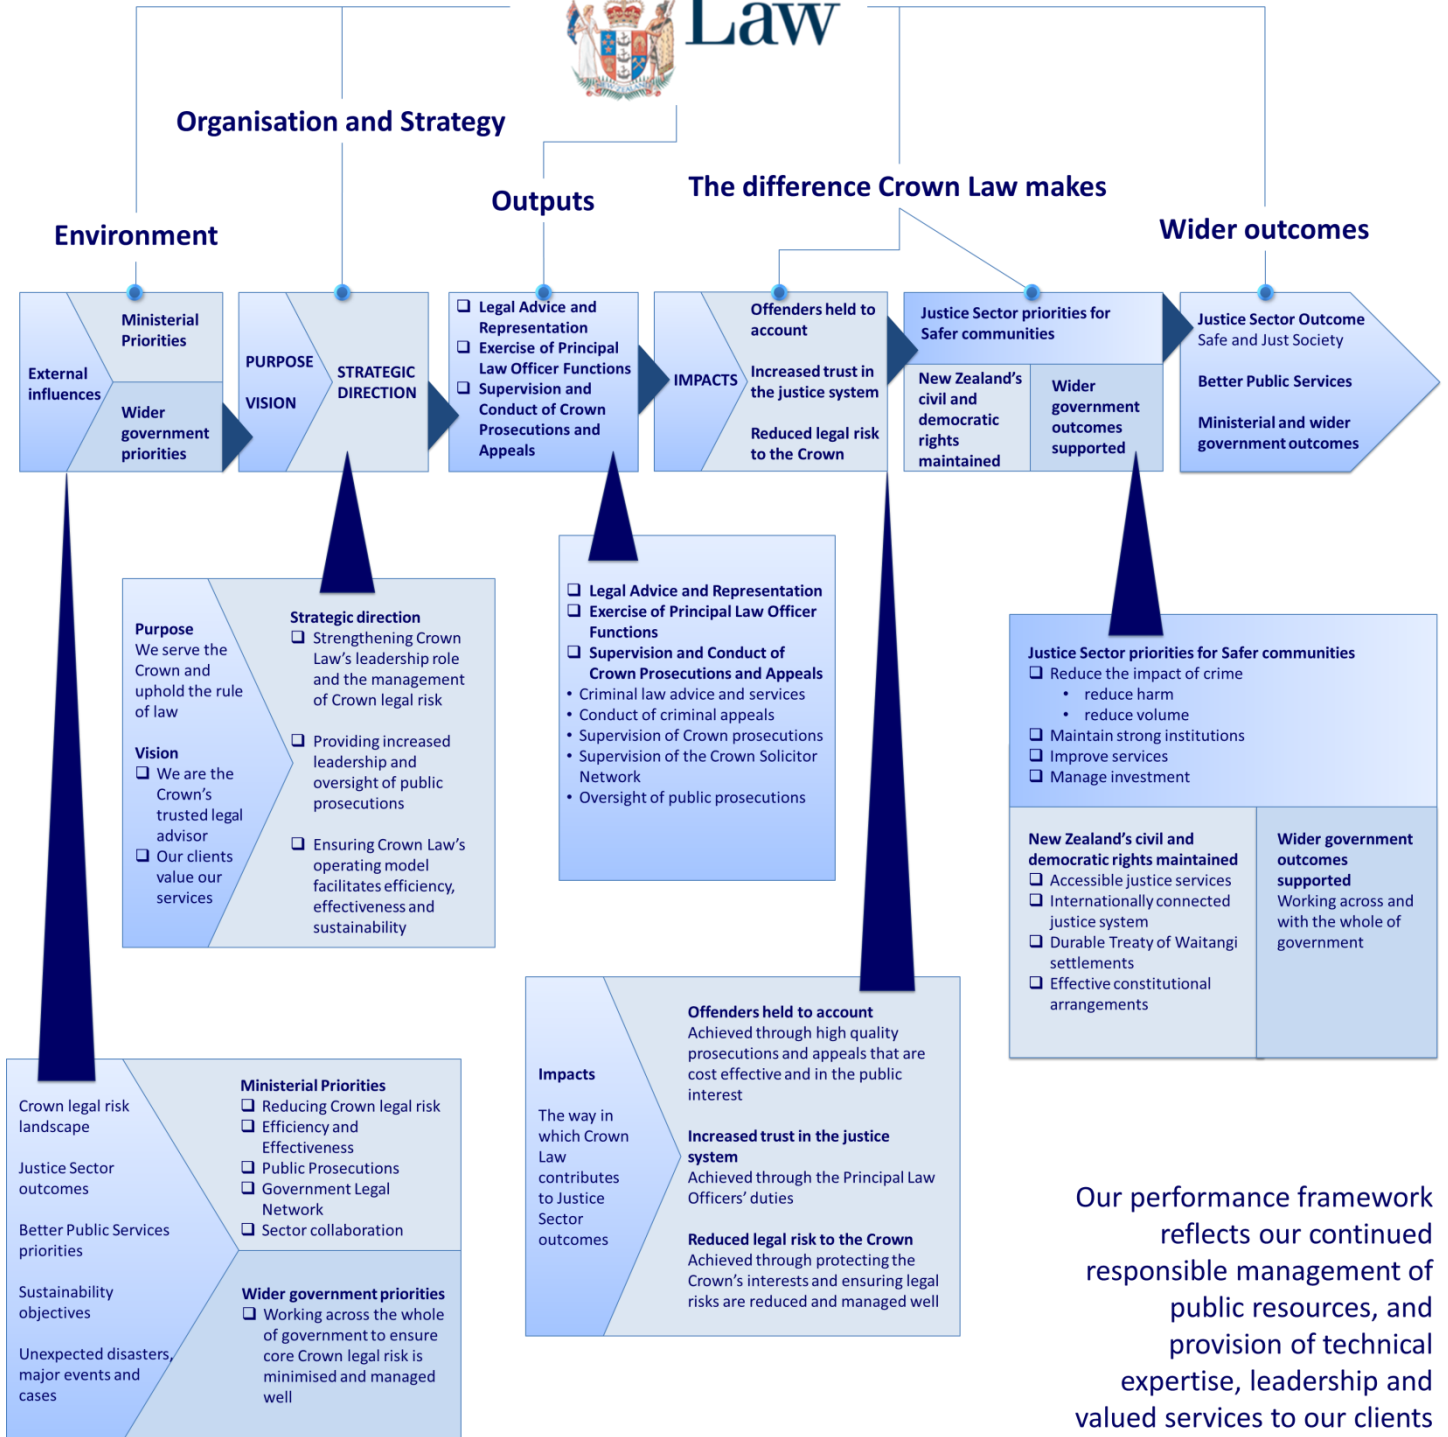 Law
NEW ZEALAND
Organisation and Strategy
The difference Crown Law makes
Outputs
Wider outcomes
Environment
External
influences
Ministerial
Priorities
Wider
government
priorities
PURPOSE
VISION
STRATEGIC
DIRECTION
❑ Legal Advice and
Representation
❑ Exercise of Principal
Law Officer Functions
❑ Supervision and
Conduct of Crown
Prosecutions and
Appeals
IMPACTS
Offenders held to
account
Increased trust in
the justice system
Reduced legal risk
to the Crown
Justice Sector priorities for
Safer communities
New Zealand’s
civil and
democratic
rights
maintained
Wider
government
outcomes
supported
Justice Sector Outcome
Safe and Just Society
Better Public Services
Ministerial and wider
government outcomes
Purpose
We serve the
Crown and
uphold the rule
of law
Vision
❑ We are the
Crown’s
trusted legal
advisor
❑ Our clients
value our
services
Strategic direction
❑ Strengthening Crown
Law’s leadership role
and the management
of Crown legal risk
❑ Providing increased
leadership and
oversight of public
prosecutions
❑ Ensuring Crown Law’s
operating model
facilitates efficiency,
effectiveness and
sustainability
❑ Legal Advice and Representation
❑ Exercise of Principal Law Officer
Functions
❑ Supervision and Conduct of
Crown Prosecutions and Appeals
• Criminal law advice and services
• Conduct of criminal appeals
• Supervision of Crown prosecutions
• Supervision of the Crown Solicitor
Network
• Oversight of public prosecutions
Justice Sector priorities for Safer communities
❑ Reduce the impact of crime
• reduce harm
• reduce volume
❑ Maintain strong institutions
❑ Improve services
❑ Manage investment
New Zealand’s civil and
democratic rights maintained
❑ Accessible justice services
❑ Internationally connected
justice system
❑ Durable Treaty of Waitangi
settlements
❑ Effective constitutional
arrangements
Wider government
outcomes
supported
Working across and
with the whole of
government
Crown legal risk
landscape
Justice Sector
outcomes
Better Public Services
priorities
Sustainability
objectives
Unexpected disasters,
major events and
cases
Ministerial Priorities
❑ Reducing Crown legal risk
❑ Efficiency and
Effectiveness
❑ Public Prosecutions
❑ Government Legal
Network
❑ Sector collaboration
Wider government priorities
❑ Working across the whole
of government to ensure
core Crown legal risk is
minimised and managed
well
Impacts
The way in
which Crown
Law
contributes
to Justice
Sector
outcomes
Offenders held to account
Achieved through high quality
prosecutions and appeals that are
cost effective and in the public
interest
Increased trust in the justice
system
Achieved through the Principal Law
Officers’ duties
Reduced legal risk to the Crown
Achieved through protecting the
Crown’s interests and ensuring legal
risks are reduced and managed well
Our performance framework
reflects our continued
responsible management of
public resources, and
provision of technical
expertise, leadership and
valued services to our clients